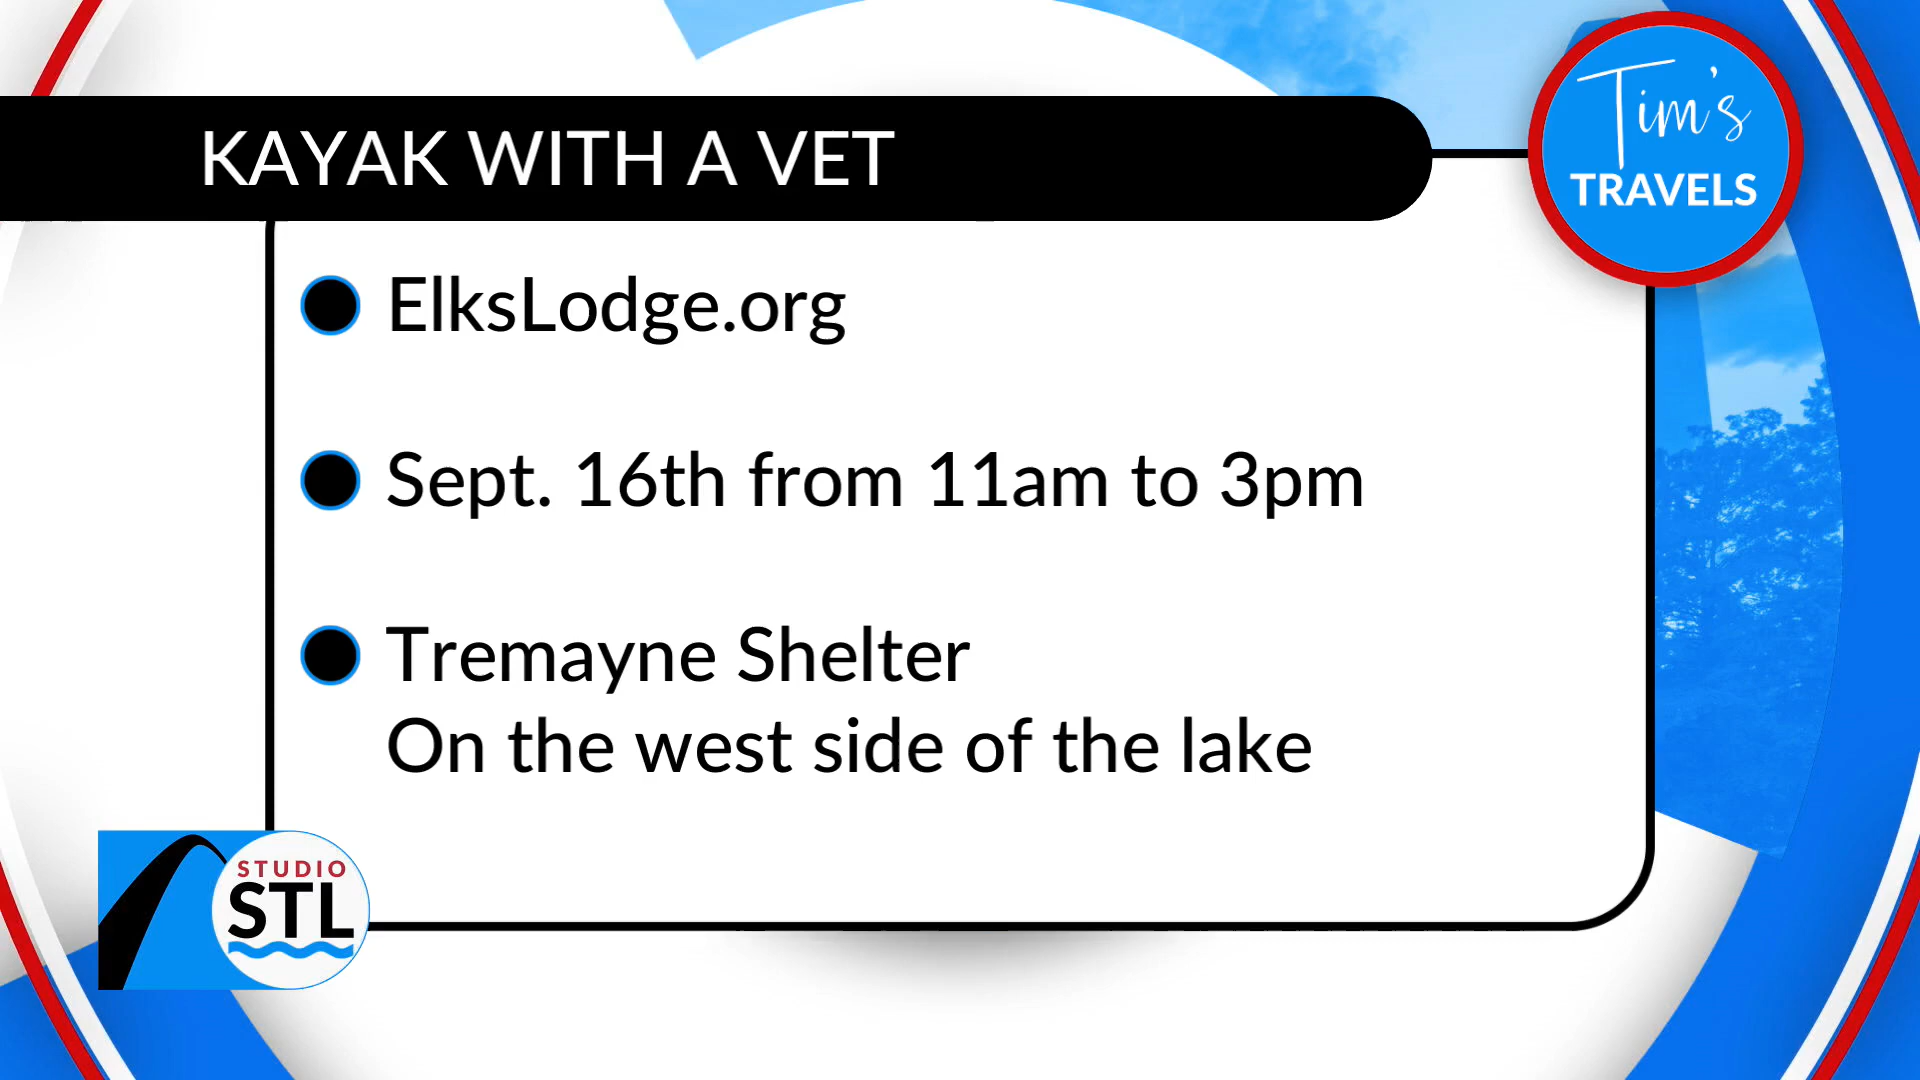 Tim's
TRAVELS
KAYAK WITH A VET
ElksLodge.org
Sept. 16th from 11am to 3pm
Tremayne Shelter
On the west side of the lake
STUDIO
STL